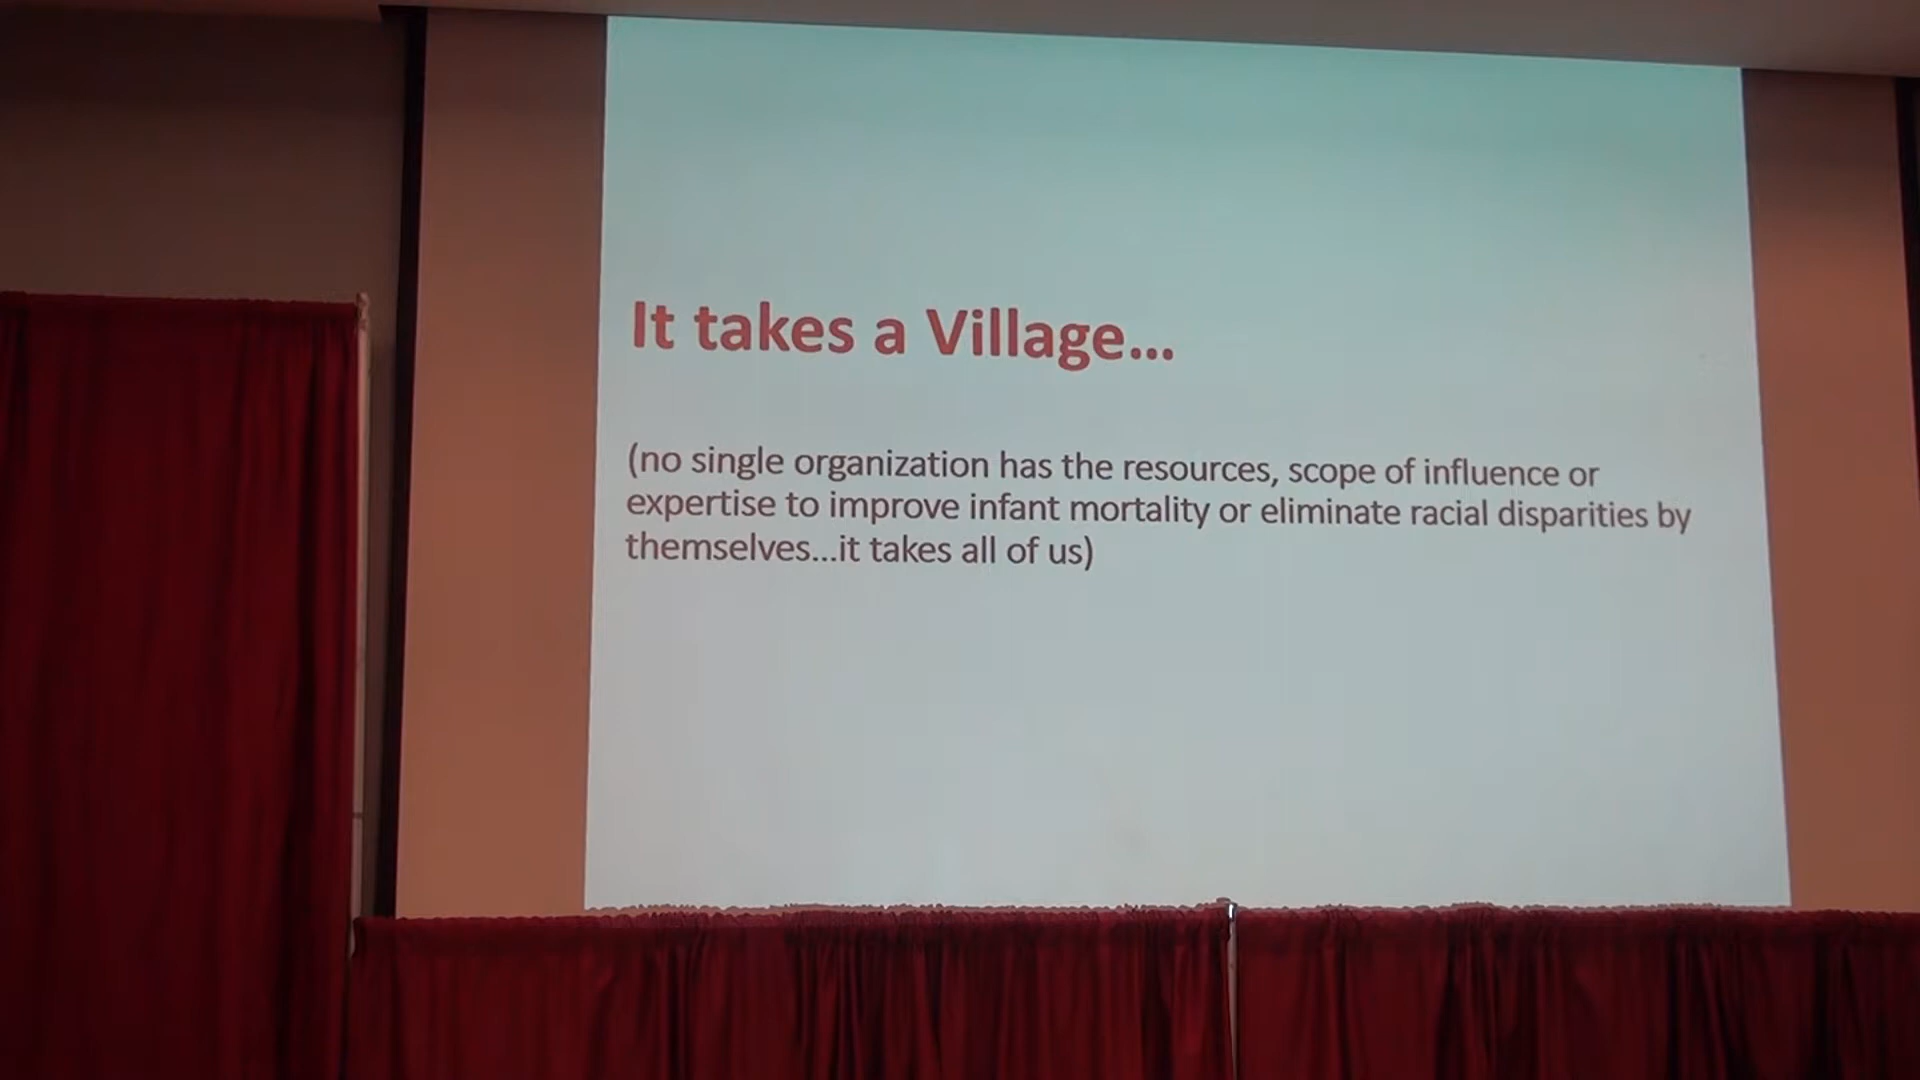 It takes a Village...
(no single organization has the resources, scope of influence or
expertise to improve infant mortality or eliminate racial disparities by
themselves...it takes all of us)